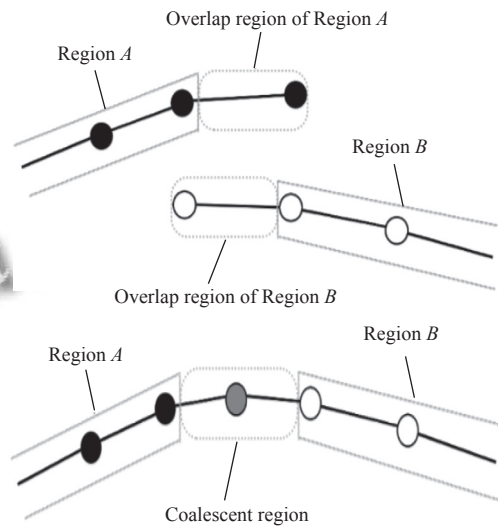 Overlap region of Region A
Region A
Region B
Overlap region of Region B
Region B
Region A
Coalescent region